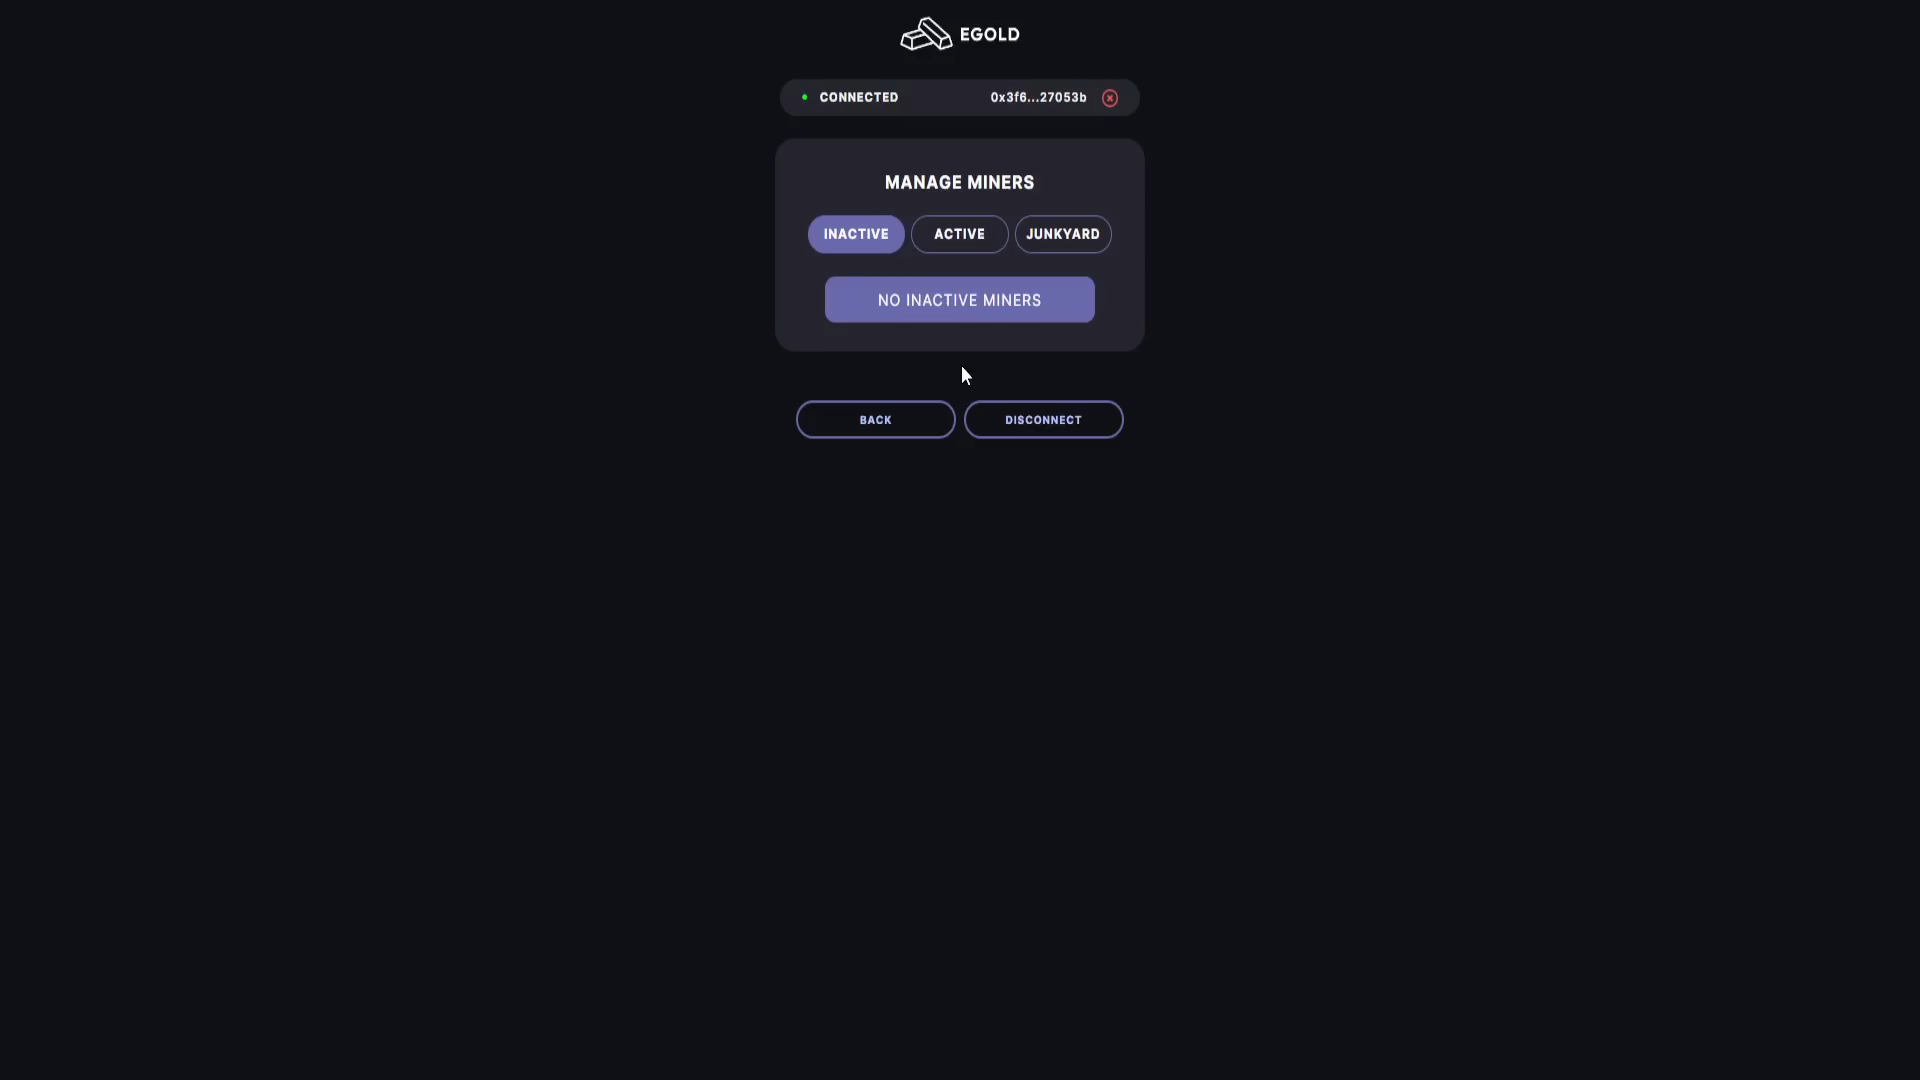 EGOLD
CONNECTED 0x3f6...27053b
MANAGE MINERS
INACTIVE ACTIVE JUNKYARD
NO INACTIVE MINERS
BACK DISCONNECT